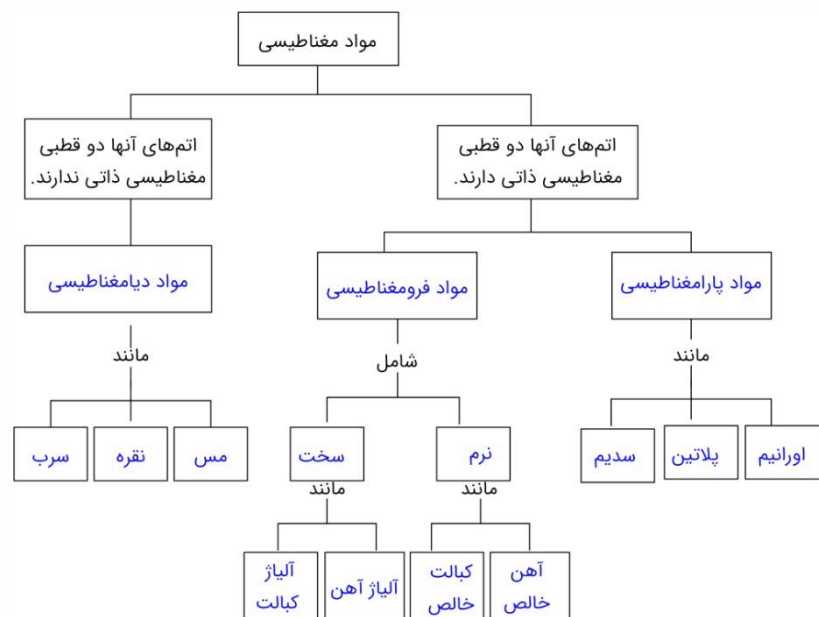 مواد مغناطیسی
اتم‌های آنها دو قطبی
مغناطیسی ذاتی دارند.
اتم‌های آنها دو قطبی
مغناطیسی ذاتی ندارند.
مواد پارامغناطیسی
مواد فرومغناطیسی
مواد دیامغناطیسی
مانند
شامل
مانند
اورانیم
پلاتین
سدیم
نرم
سخت
مس
نقره
سرب
مانند
مانند
آهن
خالص
کبالت
خالص
آلیاژ آهن
آلیاژ
کبالت